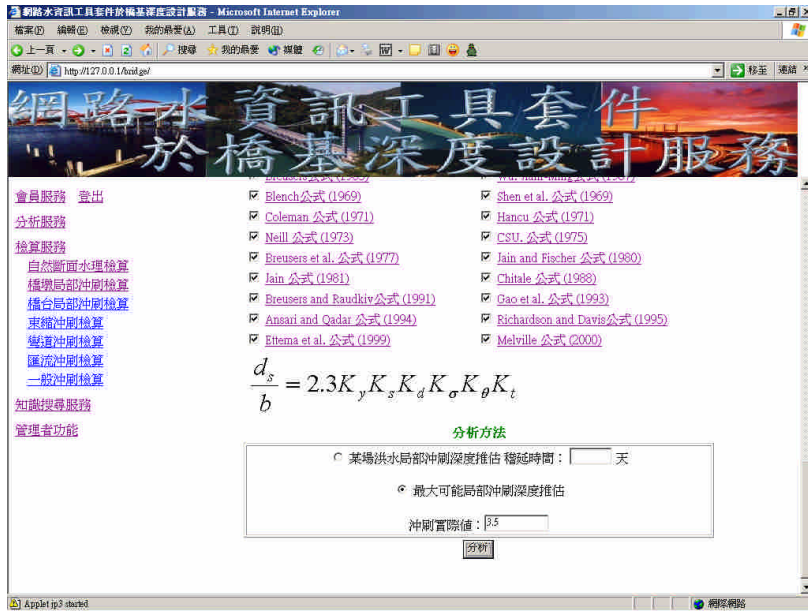 網路水資訊工具套件於橋基深度設計服務 - Microsoft Internet Explorer
檔案(F) 編輯(E) 檢視(V) 我的最愛(A) 工具(T) 說明(H)
上一頁 搜尋 我的最愛 媒體
網址(D) http://127.0.0.1/bridge/ 移至 連結 »
網路水資訊工具套件
於橋基深度設計服務
會員服務 登出
分析服務
檢算服務
自然斷面水理檢算
橋墩局部沖刷檢算
橋台局部沖刷檢算
束縮沖刷檢算
彎道沖刷檢算
匯流沖刷檢算
一般沖刷檢算
知識搜尋服務
管理者功能
Blench公式 (1969) Shen et al. 公式 (1969)
Coleman 公式 (1971) Hancu 公式 (1971)
Neill 公式 (1973) CSU. 公式 (1975)
Breusers et al. 公式 (1977) Jain and Fischer 公式 (1980)
Jain 公式 (1981) Chitale 公式 (1988)
Breusers and Raudkiv公式 (1991) Gao et al. 公式 (1993)
Ansari and Qadar 公式 (1994) Richardson and Davis公式 (1995)
Ettema et al. 公式 (1999) Melville 公式 (2000)
d_s/b = 2.3K_y K_s K_d K_σ K_θ K_t
分析方法
某場洪水局部沖刷深度推估 稽延時間： 天
最大可能局部沖刷深度推估
沖刷實際值：3.5
分析
Applet jp3 started 網際網路